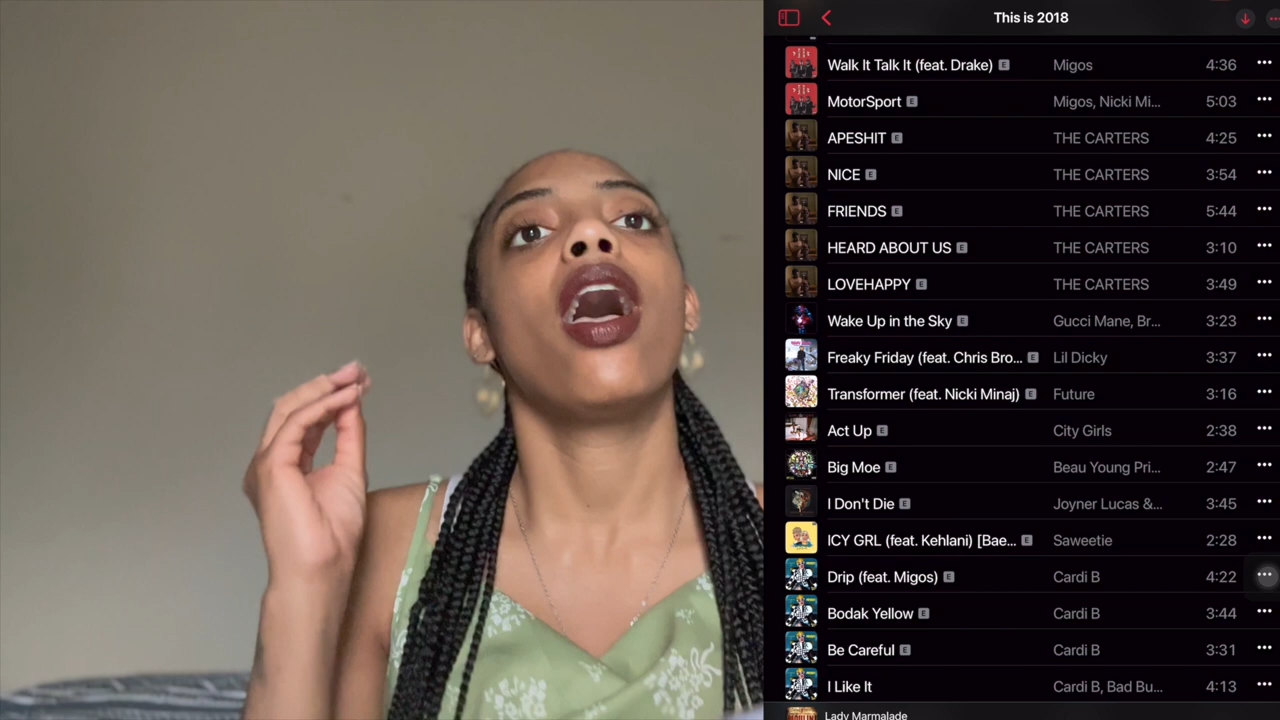 This is 2018
Walk It Talk It (feat. Drake) E Migos 4:36
MotorSport E Migos, Nicki Mi... 5:03
APESHIT E THE CARTERS 4:25
NICE E THE CARTERS 3:54
FRIENDS E THE CARTERS 5:44
HEARD ABOUT US E THE CARTERS 3:10
LOVEHAPPY E THE CARTERS 3:49
Wake Up in the Sky E Gucci Mane, Br... 3:23
Freaky Friday (feat. Chris Bro... E Lil Dicky 3:37
Transformer (feat. Nicki Minaj) E Future 3:16
Act Up E City Girls 2:38
Big Moe E Beau Young Pri... 2:47
I Don't Die E Joyner Lucas &... 3:45
ICY GRL (feat. Kehlani) [Bae... E Saweetie 2:28
Drip (feat. Migos) E Cardi B 4:22
Bodak Yellow E Cardi B 3:44
Be Careful E Cardi B 3:31
I Like It Cardi B, Bad Bu... 4:13
Lady Marmalade